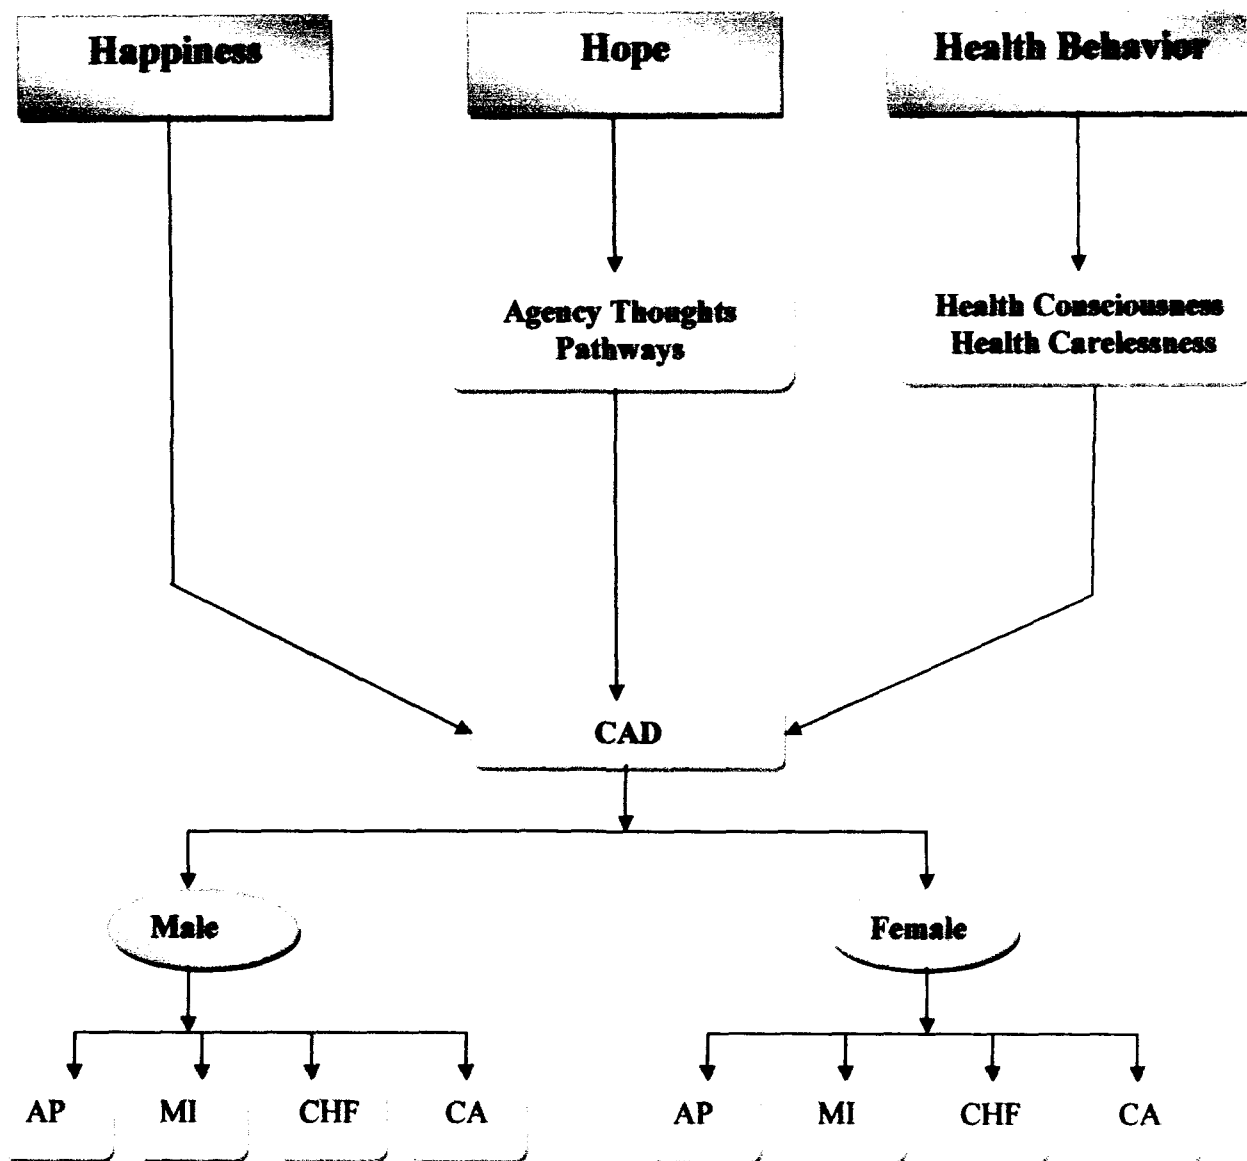 Happiness
Hope
Health Behavior
Agency Thoughts
Pathways
Health Consciousness
Health Carelessness
CAD
Male
Female
AP
MI
CHF
CA
AP
MI
CHF
CA